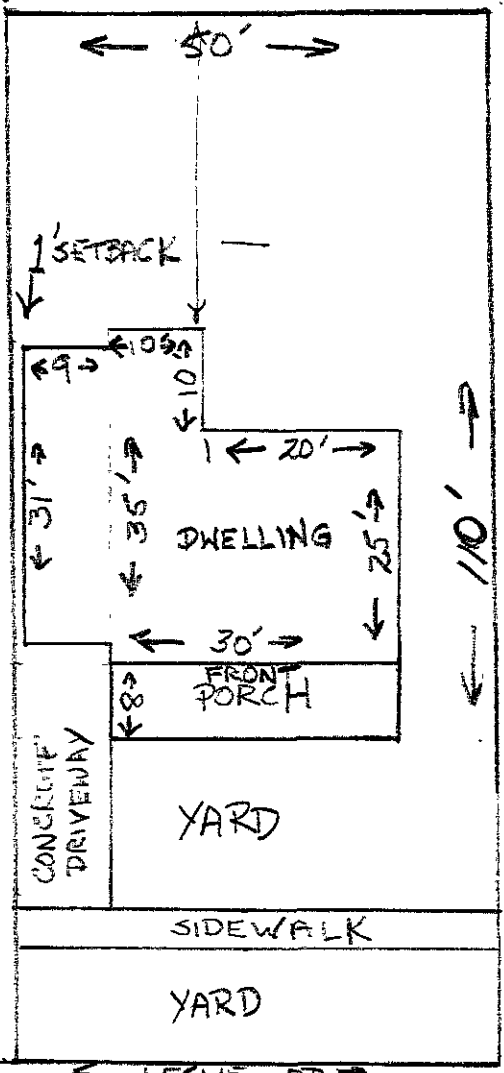 50'
1' SETBACK
9
10
10
31'
35'
1
20'
DWELLING
25'
110'
30'
FRONT
PORCH
8
CONCRETE
DRIVEWAY
YARD
SIDEWALK
YARD